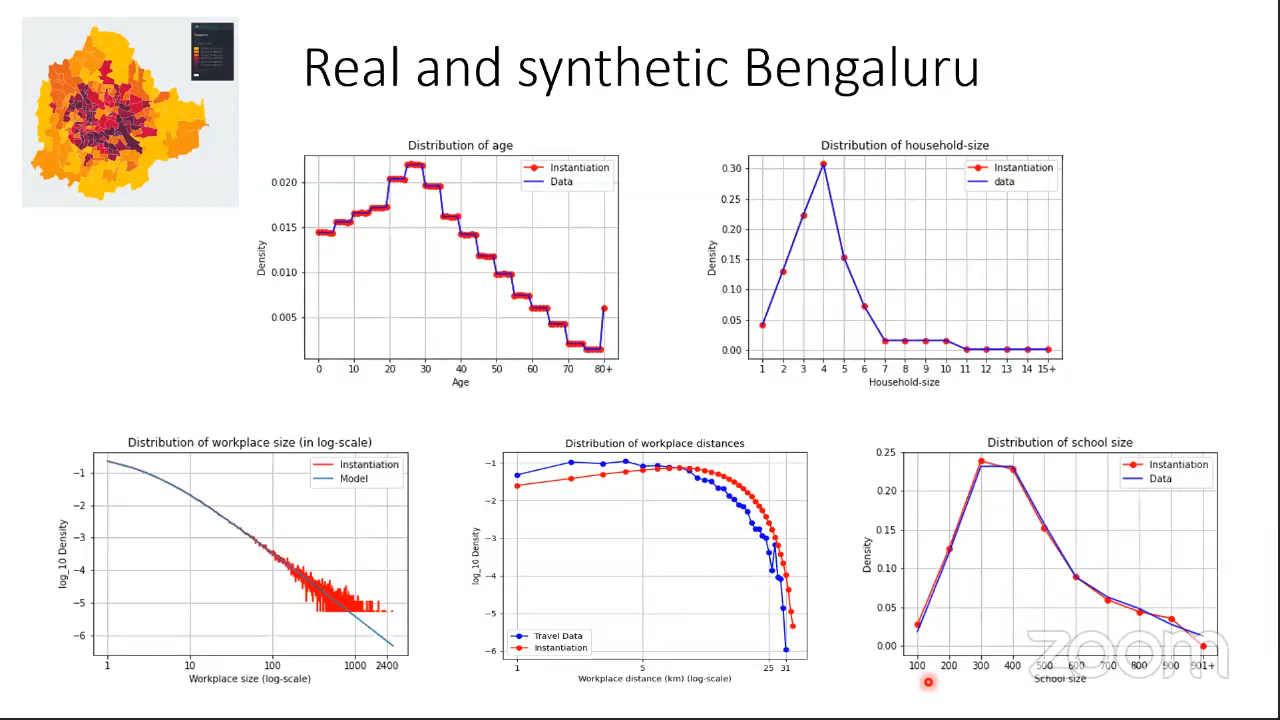 Real and synthetic Bengaluru
Distribution of age
Instantiation
Data
0.020
0.015
0.010
0.005
Density
0 10 20 30 40 50 60 70 80+
Age
Distribution of household-size
Instantiation
data
0.30
0.25
0.20
0.15
0.10
0.05
0.00
Density
1 2 3 4 5 6 7 8 9 10 11 12 13 14 15+
Household-size
Distribution of workplace size (in log-scale)
Instantiation
Model
−1
−2
−3
−4
−5
−6
log_10 Density
1 10 100 1000 2400
Workplace size (log-scale)
Distribution of workplace distances
−1
−2
−3
−4
−5
−6
log_10 Density
Travel Data
Instantiation
1 5 25 31
Workplace distance (km) (log-scale)
Distribution of school size
Instantiation
Data
0.25
0.20
0.15
0.10
0.05
0.00
Density
100 200 300 400 500 600 700 800 900 901+
School size
zoom